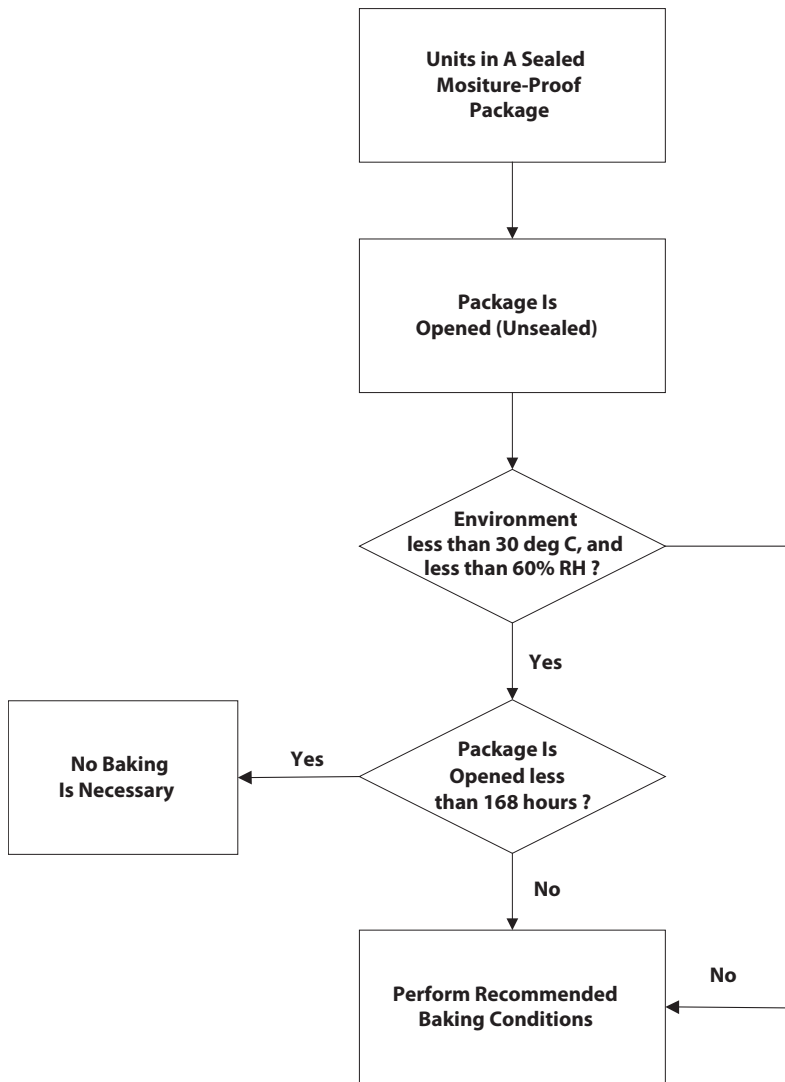 Units in A Sealed
Mositure-Proof
Package
Package Is
Opened (Unsealed)
Environment
less than 30 deg C, and
less than 60% RH ?
Yes
No Baking
Is Necessary
Yes
Package Is
Opened less
than 168 hours ?
No
Perform Recommended
Baking Conditions
No